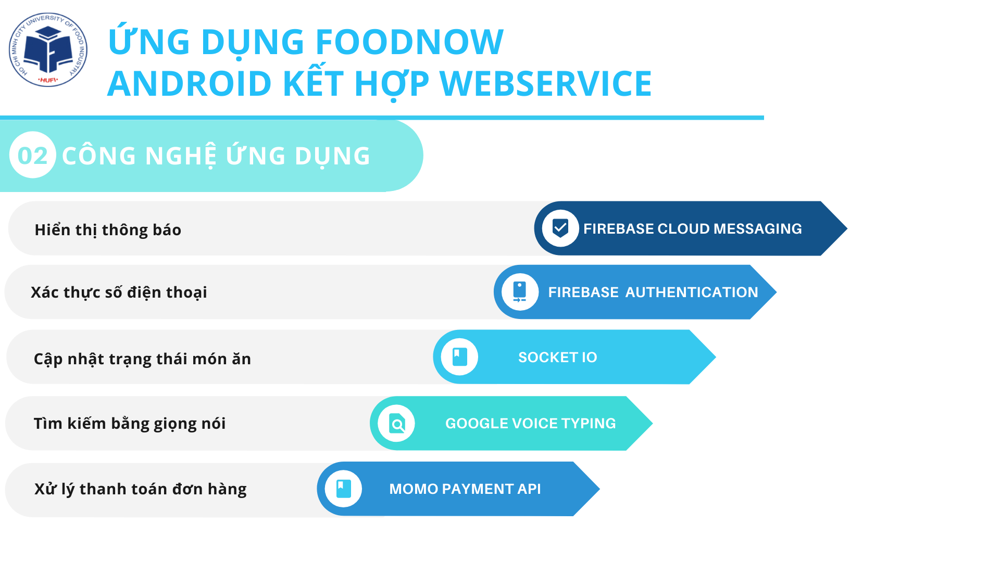 HO CHI MINH CITY UNIVERSITY OF FOOD INDUSTRY
•HUFI•
ỨNG DỤNG FOODNOW
ANDROID KẾT HỢP WEBSERVICE
02 CÔNG NGHỆ ỨNG DỤNG
Hiển thị thông báo
FIREBASE CLOUD MESSAGING
Xác thực số điện thoại
FIREBASE AUTHENTICATION
Cập nhật trạng thái món ăn
SOCKET IO
Tìm kiếm bằng giọng nói
GOOGLE VOICE TYPING
Xử lý thanh toán đơn hàng
MOMO PAYMENT API